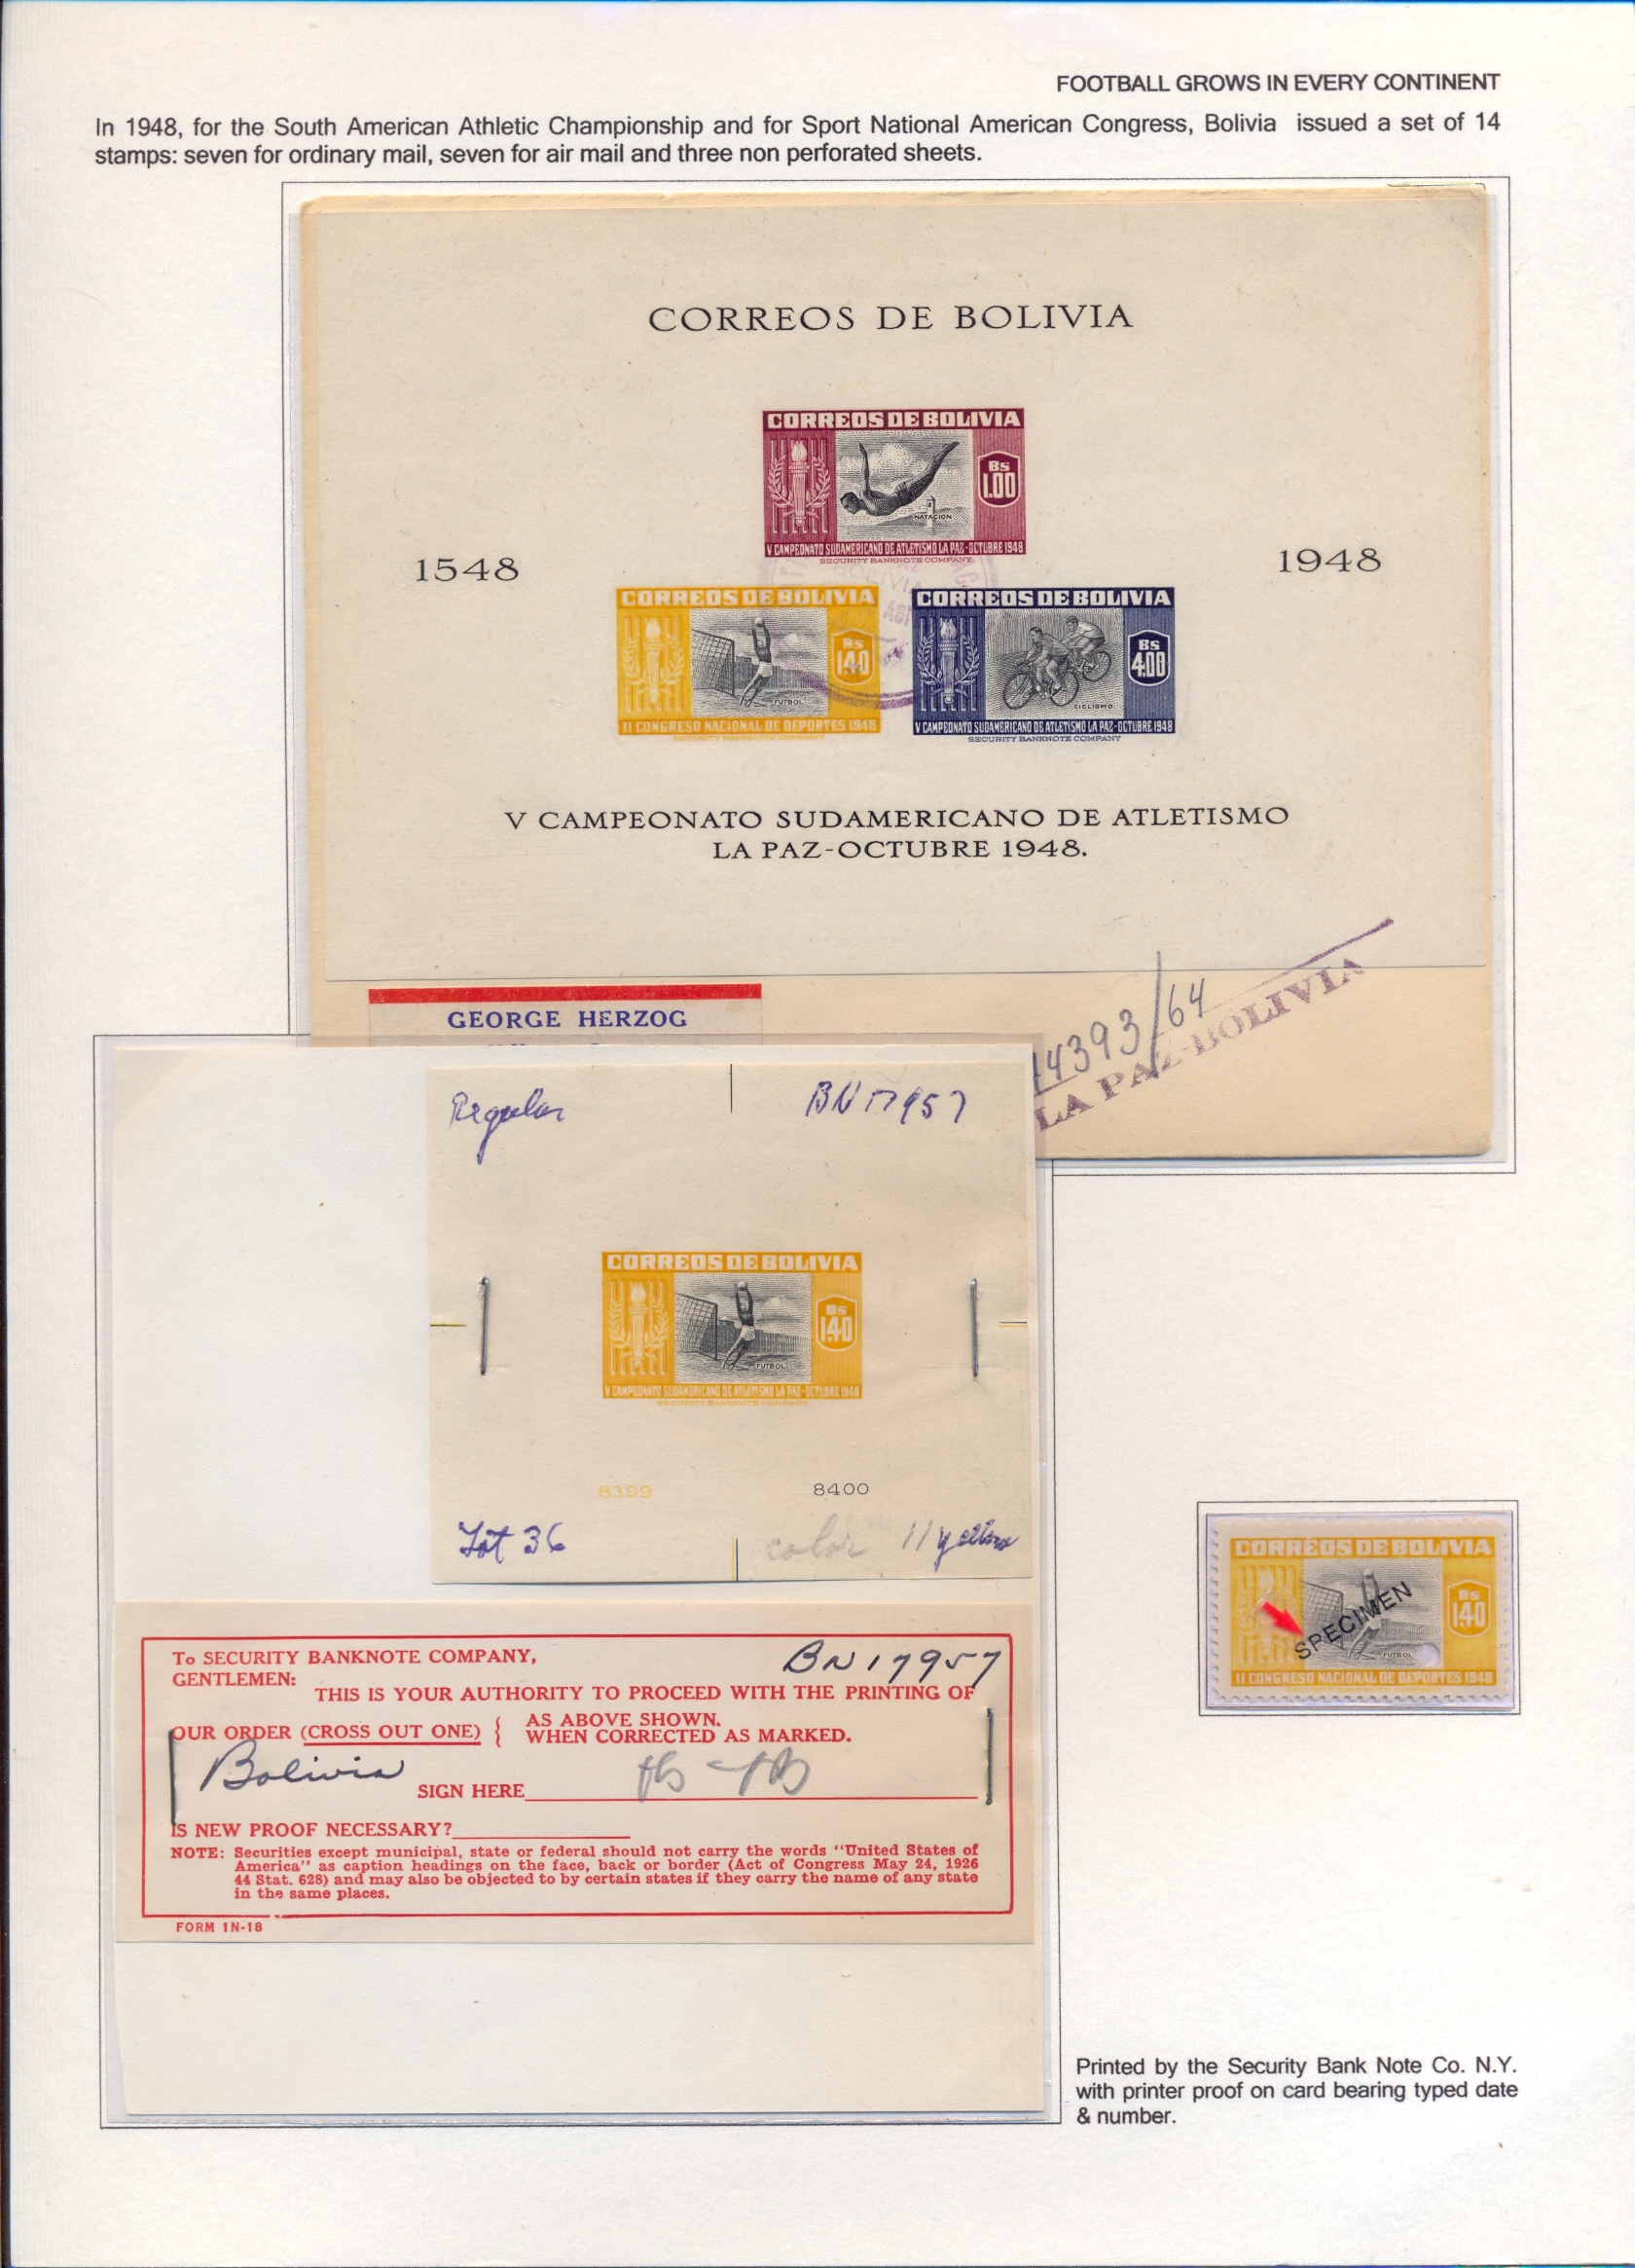 FOOTBALL GROWS IN EVERY CONTINENT
In 1948, for the South American Athletic Championship and for Sport National American Congress, Bolivia issued a set of 14
stamps: seven for ordinary mail, seven for air mail and three non perforated sheets.
CORREOS DE BOLIVIA
CORREOS DE BOLIVIA
Bs
1.00
NATACION
V CAMPEONATO SUDAMERICANO DE ATLETISMO LA PAZ-OCTUBRE 1948
SECURITY BANKNOTE COMPANY
1548
1948
BOLIVIA
CORREOS DE BOLIVIA
Bs
1.40
FUTBOL
II CONGRESO NACIONAL DE DEPORTES 1948
SECURITY BANKNOTE COMPANY
CORREOS DE BOLIVIA
Bs
4.00
CICLISMO
V CAMPEONATO SUDAMERICANO DE ATLETISMO LA PAZ-OCTUBRE 1948
SECURITY BANKNOTE COMPANY
V CAMPEONATO SUDAMERICANO DE ATLETISMO
LA PAZ-OCTUBRE 1948.
GEORGE HERZOG
14393/64
LA PAZ-BOLIVIA
Regular
BN17957
CORREOS DE BOLIVIA
Bs
1.40
FUTBOL
V CAMPEONATO SUDAMERICANO DE ATLETISMO LA PAZ-OCTUBRE 1948
SECURITY BANKNOTE COMPANY
8399
8400
Lot 36
color 11 yellow
CORREOS DE BOLIVIA
Bs
1.40
SPECIMEN
FUTBOL
II CONGRESO NACIONAL DE DEPORTES 1948
To SECURITY BANKNOTE COMPANY,
BN17957
GENTLEMEN:
THIS IS YOUR AUTHORITY TO PROCEED WITH THE PRINTING OF
OUR ORDER (CROSS OUT ONE) { AS ABOVE SHOWN.
WHEN CORRECTED AS MARKED.
Bolivia
SIGN HERE
IS NEW PROOF NECESSARY?
NOTE: Securities except municipal, state or federal should not carry the words "United States of
America" as caption headings on the face, back or border (Act of Congress May 24, 1926
44 Stat. 628) and may also be objected to by certain states if they carry the name of any state
in the same places.
FORM 1N-18
Printed by the Security Bank Note Co. N.Y.
with printer proof on card bearing typed date
& number.